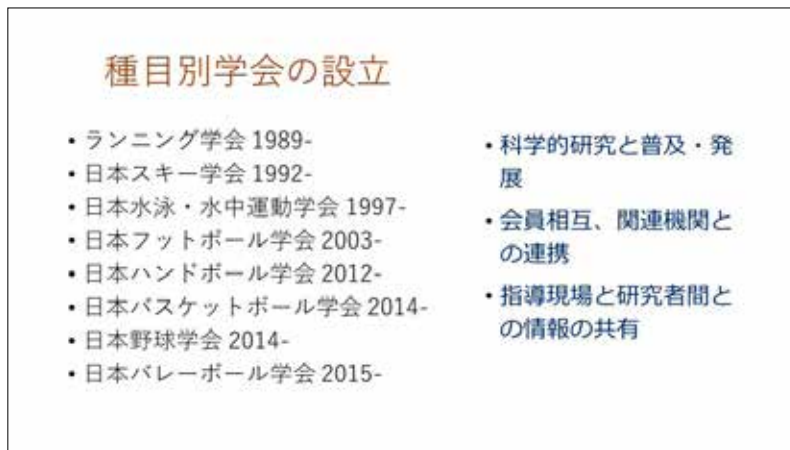 種目別学会の設立
• ランニング学会 1989-
• 日本スキー学会 1992-
• 日本水泳・水中運動学会 1997-
• 日本フットボール学会 2003-
• 日本ハンドボール学会 2012-
• 日本バスケットボール学会 2014-
• 日本野球学会 2014-
• 日本バレーボール学会 2015-
• 科学的研究と普及・発
展
• 会員相互、関連機関と
の連携
• 指導現場と研究者間と
の情報の共有